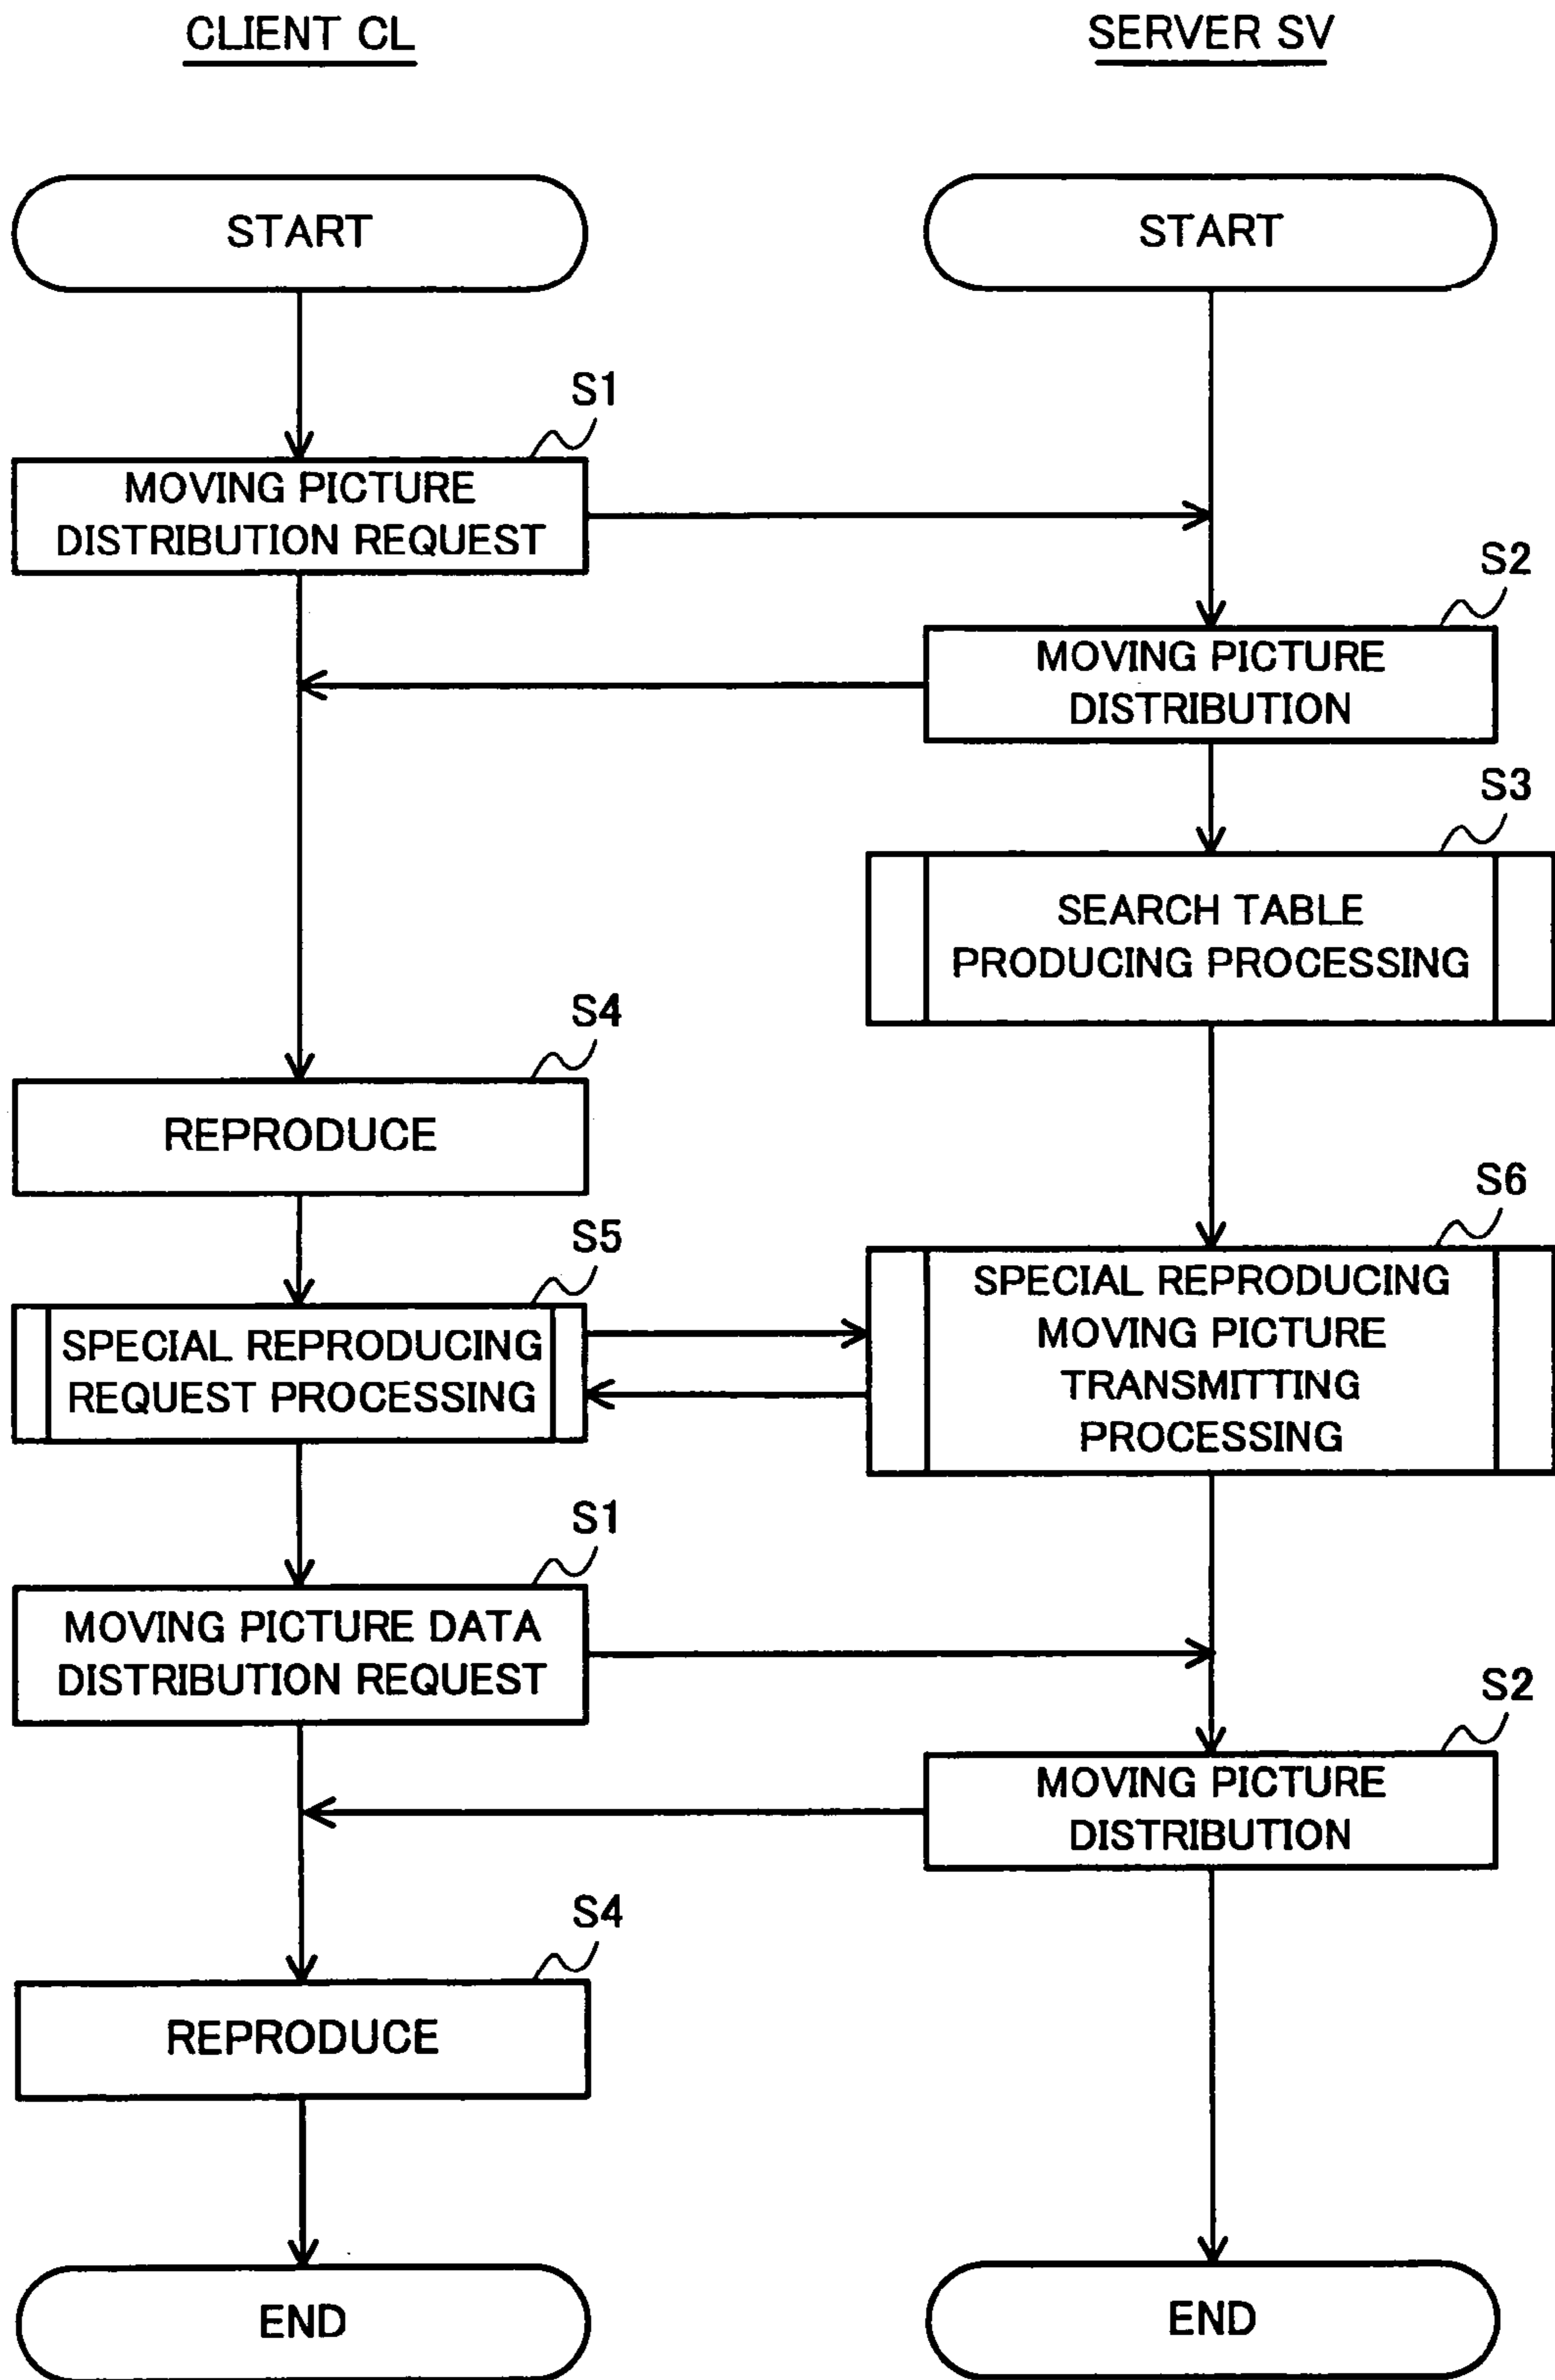 CLIENT CL
SERVER SV
START
START
S1
MOVING PICTURE
DISTRIBUTION REQUEST
S2
MOVING PICTURE
DISTRIBUTION
S3
SEARCH TABLE
PRODUCING PROCESSING
S4
REPRODUCE
S5
SPECIAL REPRODUCING
REQUEST PROCESSING
S6
SPECIAL REPRODUCING
MOVING PICTURE
TRANSMITTING
PROCESSING
S1
MOVING PICTURE DATA
DISTRIBUTION REQUEST
S2
MOVING PICTURE
DISTRIBUTION
S4
REPRODUCE
END
END